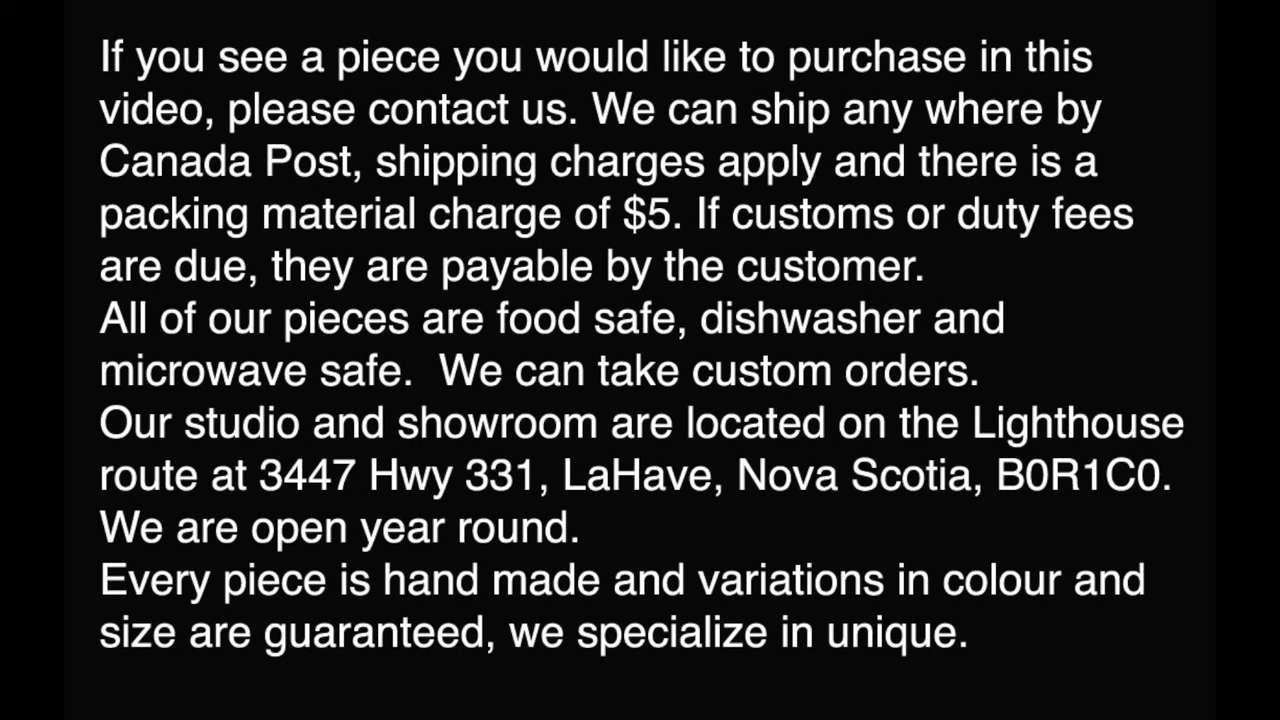 If you see a piece you would like to purchase in this
video, please contact us. We can ship any where by
Canada Post, shipping charges apply and there is a
packing material charge of $5. If customs or duty fees
are due, they are payable by the customer.
All of our pieces are food safe, dishwasher and
microwave safe.  We can take custom orders.
Our studio and showroom are located on the Lighthouse
route at 3447 Hwy 331, LaHave, Nova Scotia, B0R1C0.
We are open year round.
Every piece is hand made and variations in colour and
size are guaranteed, we specialize in unique.